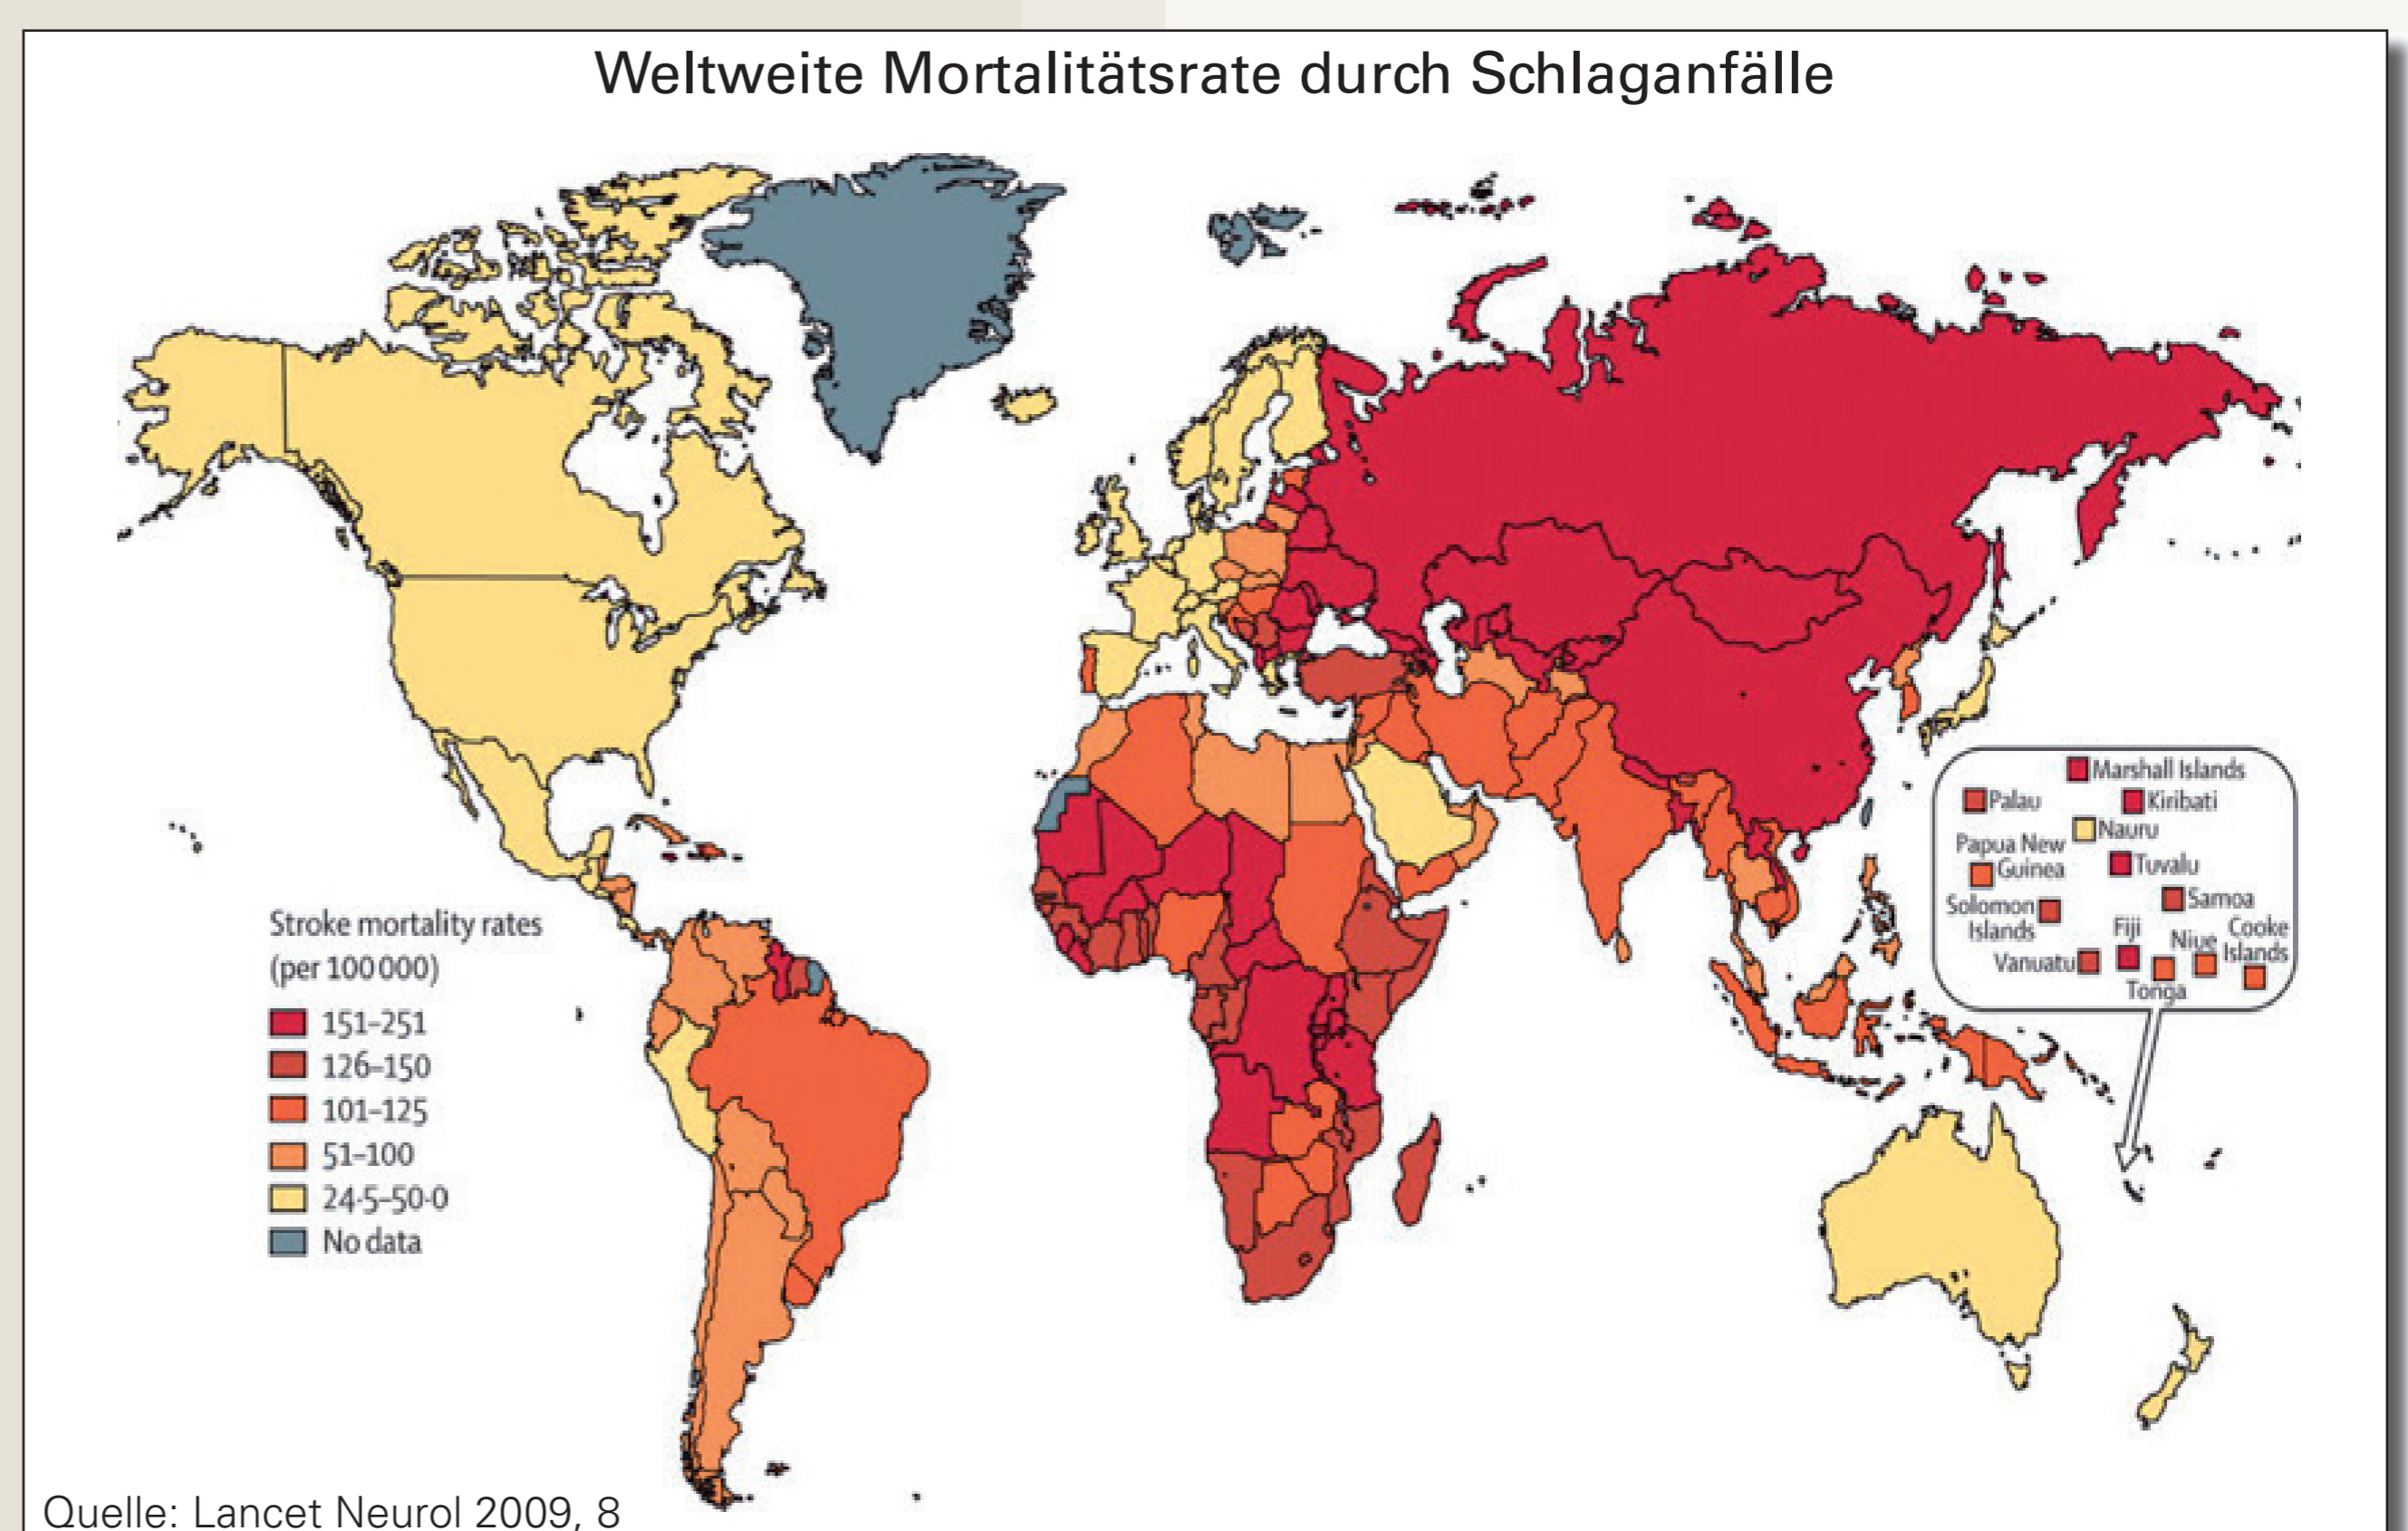 Weltweite Mortalitätsrate durch Schlaganfälle
Stroke mortality rates
(per 100 000)
151–251
126–150
101–125
51–100
24·5–50·0
No data
Marshall Islands
Palau
Kiribati
Nauru
Papua New
Guinea
Tuvalu
Samoa
Solomon
Islands
Fiji
Niue
Cooke
Islands
Vanuatu
Tonga
Quelle: Lancet Neurol 2009, 8